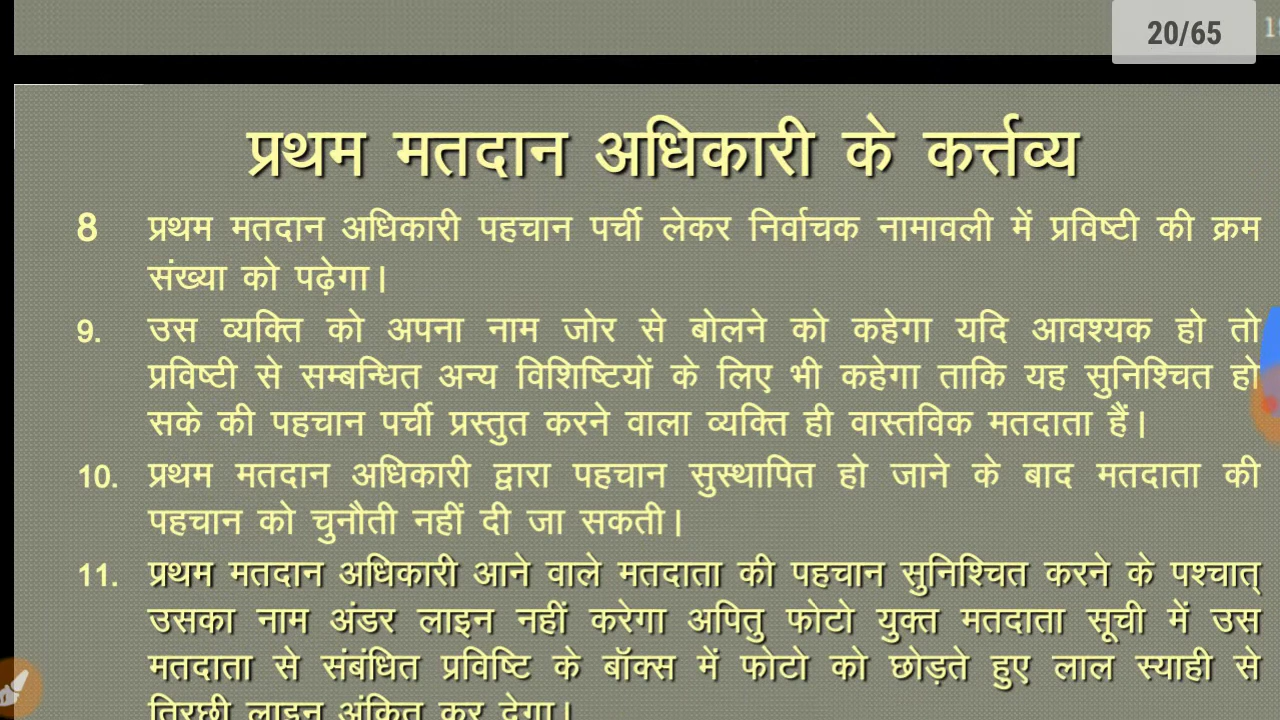 20/65
प्रथम मतदान अधिकारी के कर्त्तव्य
8 प्रथम मतदान अधिकारी पहचान पर्ची लेकर निर्वाचक नामावली में प्रविष्टी की क्रम
संख्या को पढ़ेगा।
9. उस व्यक्ति को अपना नाम जोर से बोलने को कहेगा यदि आवश्यक हो तो
प्रविष्टी से सम्बन्धित अन्य विशिष्टियों के लिए भी कहेगा ताकि यह सुनिश्चित हो
सके की पहचान पर्ची प्रस्तुत करने वाला व्यक्ति ही वास्तविक मतदाता हैं।
10. प्रथम मतदान अधिकारी द्वारा पहचान सुस्थापित हो जाने के बाद मतदाता की
पहचान को चुनौती नहीं दी जा सकती।
11. प्रथम मतदान अधिकारी आने वाले मतदाता की पहचान सुनिश्चित करने के पश्चात्
उसका नाम अंडर लाइन नहीं करेगा अपितु फोटो युक्त मतदाता सूची में उस
मतदाता से संबंधित प्रविष्टि के बॉक्स में फोटो को छोड़ते हुए लाल स्याही से
तिरछी लाइन अंकित कर देगा।